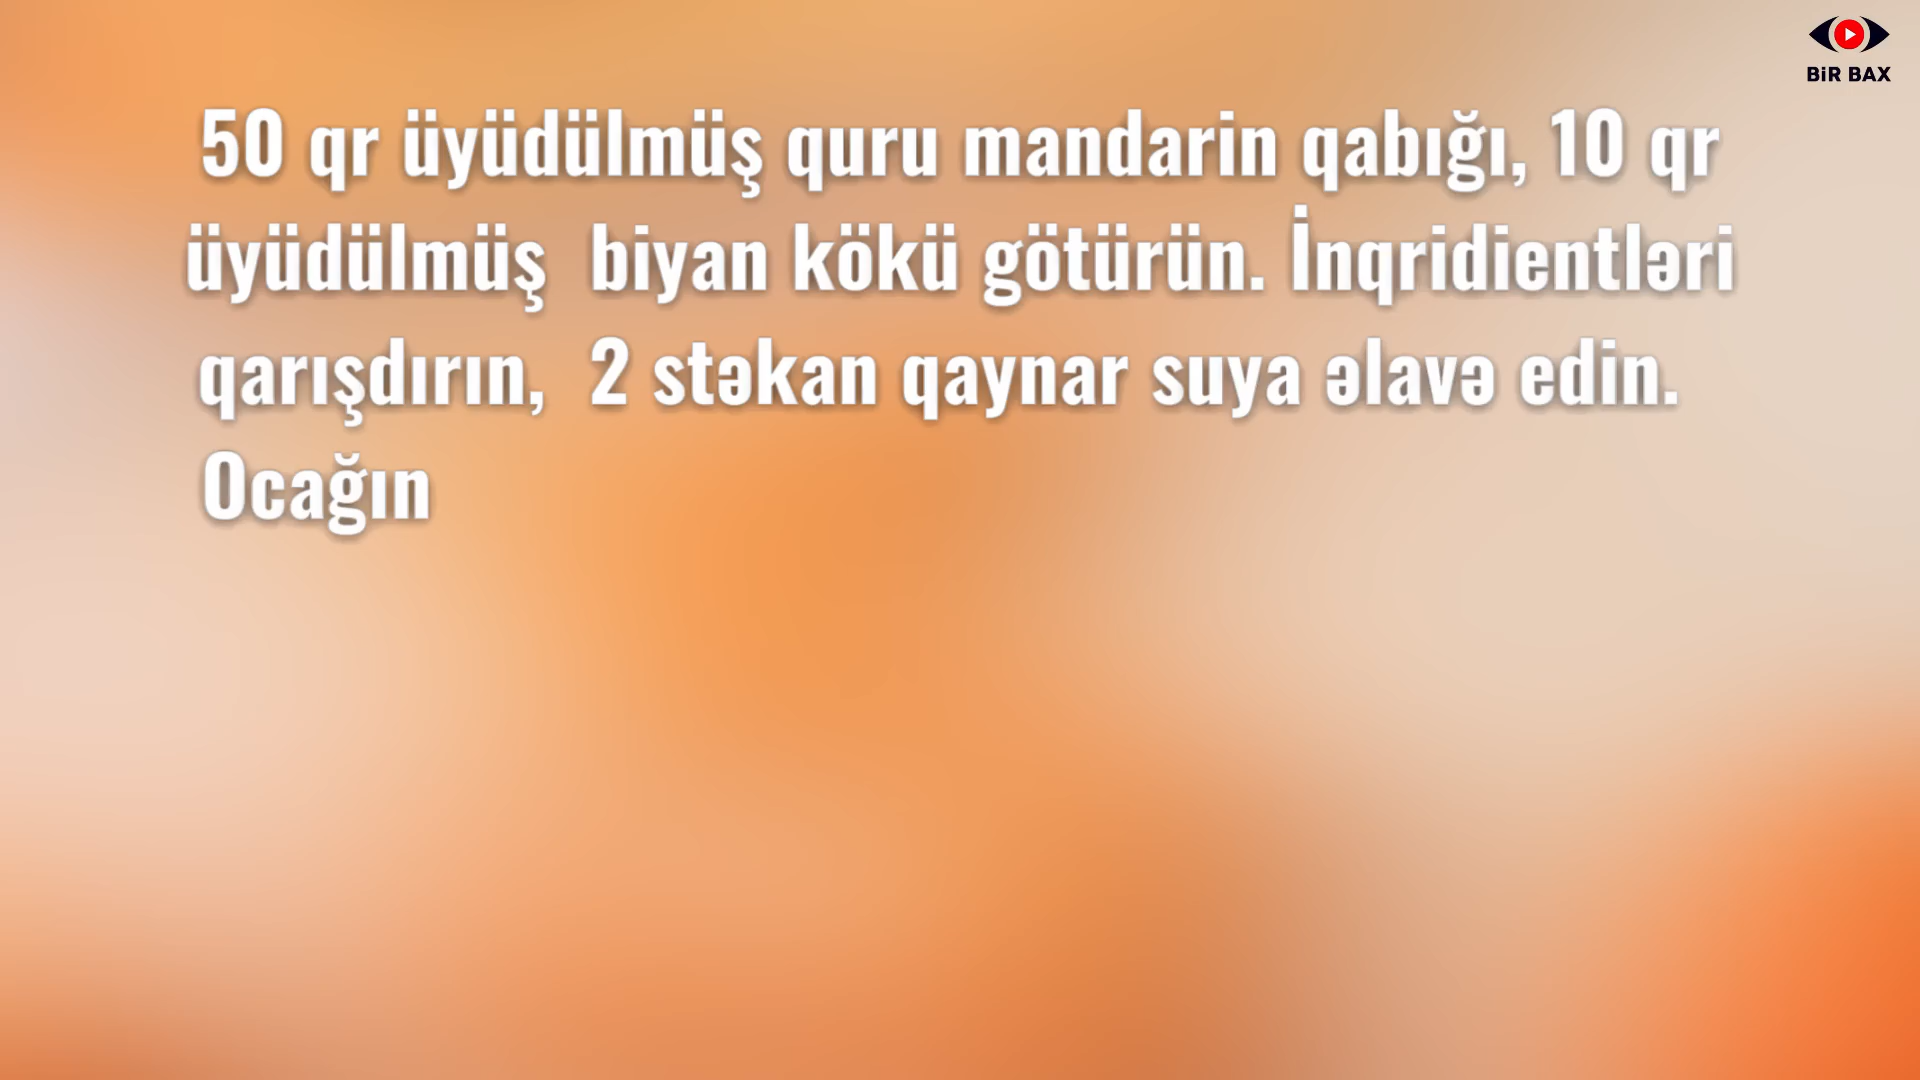 BiR BAX
50 qr üyüdülmüş quru mandarin qabığı, 10 qr
üyüdülmüş biyan kökü götürün. İnqridientləri
qarışdırın, 2 stəkan qaynar suya əlavə edin.
Ocağın